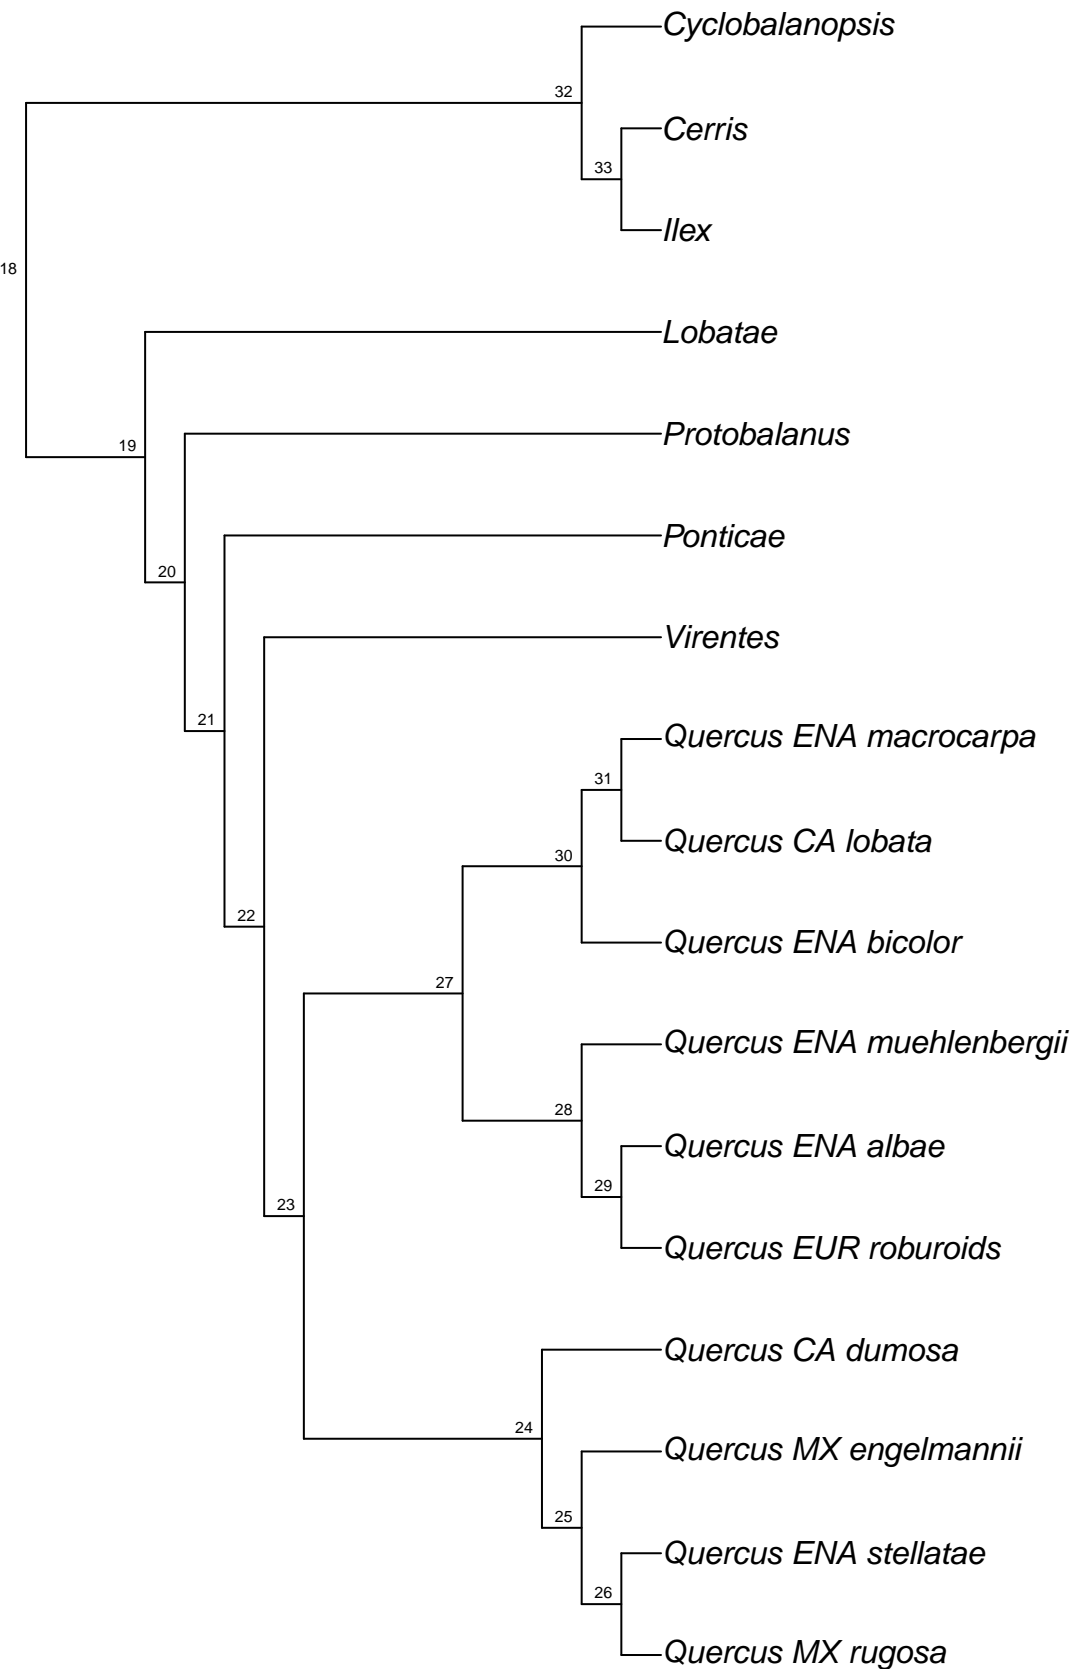 Cyclobalanopsis
32
Cerris
33
Ilex
18
Lobatae
Protobalanus
19
Ponticae
20
Virentes
21
Quercus ENA macrocarpa
31
Quercus CA lobata
30
22
Quercus ENA bicolor
27
Quercus ENA muehlenbergii
28
Quercus ENA albae
29
23
Quercus EUR roburoids
Quercus CA dumosa
24
Quercus MX engelmannii
25
Quercus ENA stellatae
26
Quercus MX rugosa